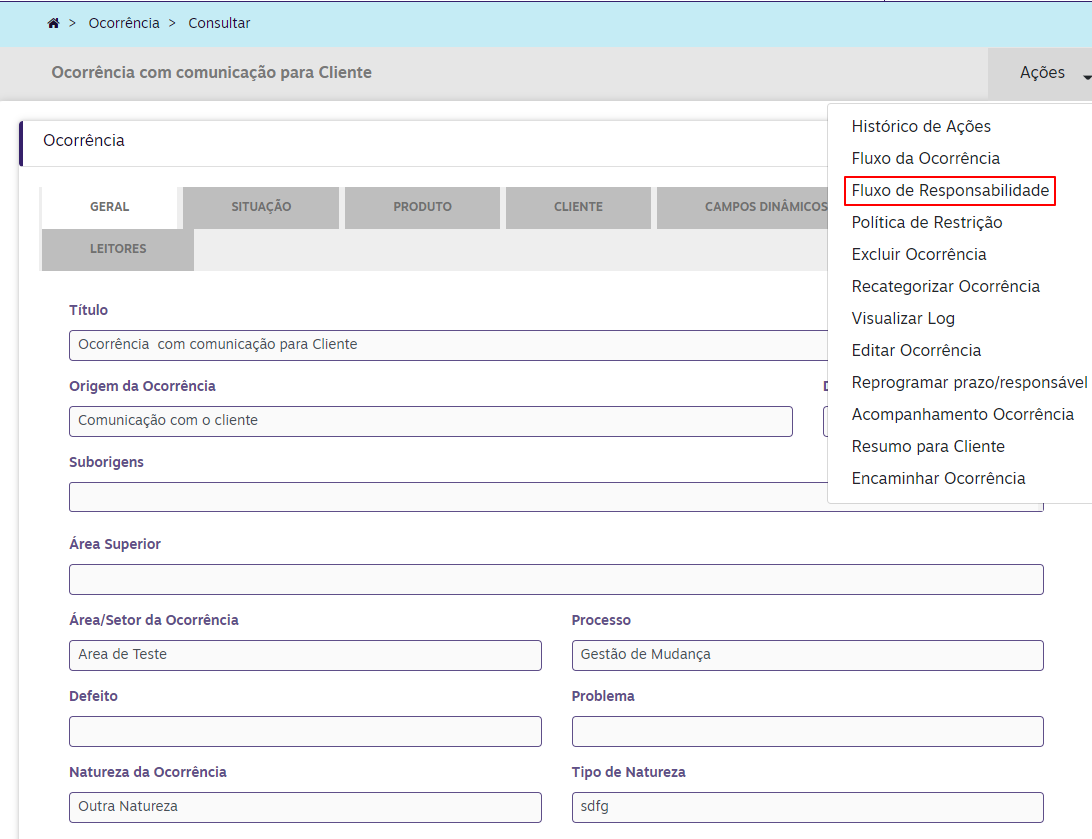 > Ocorrência > Consultar
Ocorrência com comunicação para Cliente
Ações
Histórico de Ações
Fluxo da Ocorrência
Fluxo de Responsabilidade
Política de Restrição
Excluir Ocorrência
Recategorizar Ocorrência
Visualizar Log
Editar Ocorrência
Reprogramar prazo/responsável
Acompanhamento Ocorrência
Resumo para Cliente
Encaminhar Ocorrência
Ocorrência
GERAL SITUAÇÃO PRODUTO CLIENTE CAMPOS DINÂMICOS
LEITORES
Título
Ocorrência  com comunicação para Cliente
Origem da Ocorrência
Comunicação com o cliente
Suborigens
Área Superior
Área/Setor da Ocorrência Processo
Area de Teste Gestão de Mudança
Defeito Problema
Natureza da Ocorrência Tipo de Natureza
Outra Natureza sdfg